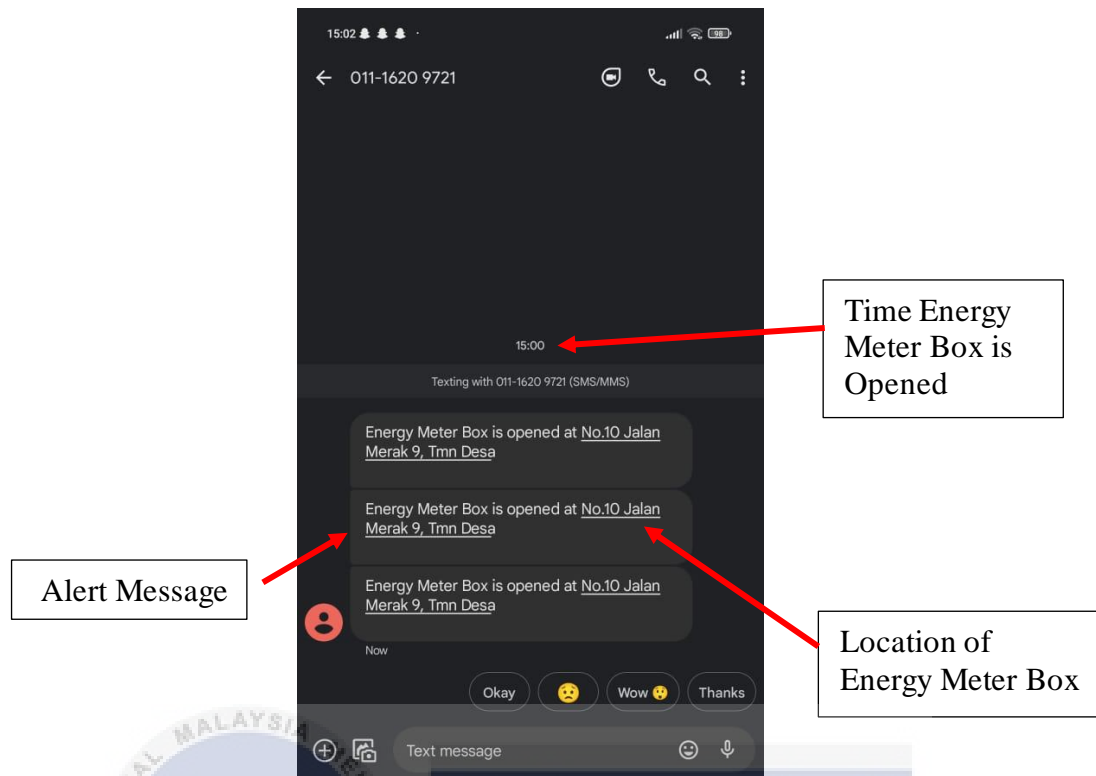 15:02
98
011-1620 9721
Time Energy
Meter Box is
Opened
15:00
Texting with 011-1620 9721 (SMS/MMS)
Energy Meter Box is opened at No.10 Jalan
Merak 9, Tmn Desa
Energy Meter Box is opened at No.10 Jalan
Merak 9, Tmn Desa
Alert Message
Energy Meter Box is opened at No.10 Jalan
Merak 9, Tmn Desa
Now
Location of
Energy Meter Box
Okay
Wow 😲
Thanks
MALAYSIA
Text message